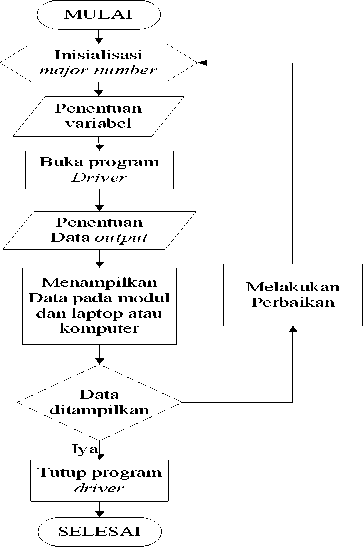 MULAI
Inisialisasi
major number
Penentuan
variabel
Buka program
Driver
Penentuan
Data output
Menampilkan
Data pada modul
dan laptop atau
komputer
Melakukan
Perbaikan
Data
ditampilkan
Iya
Tutup program
driver
SELESAI